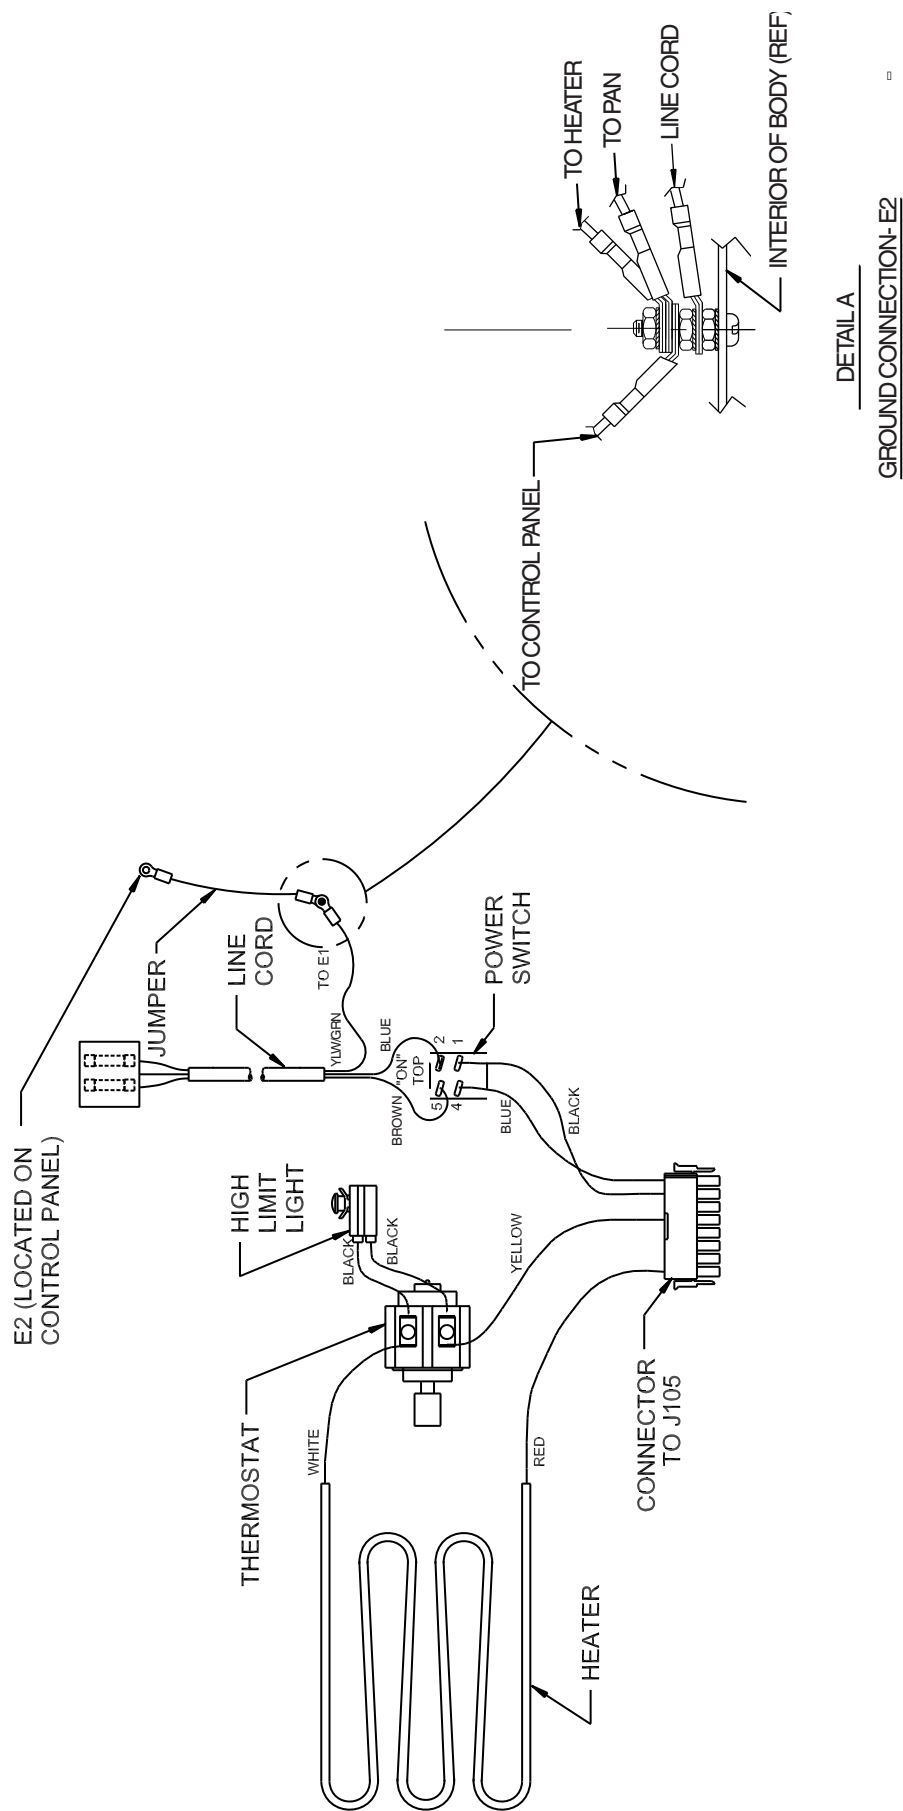 E2 (LOCATED ON
CONTROL PANEL)
JUMPER
LINE
CORD
TO E1
YLW/GRN
BLUE
BROWN
"ON"
TOP
2
1
5
4
POWER
SWITCH
BLUE
BLACK
HIGH
LIMIT
LIGHT
BLACK
BLACK
THERMOSTAT
WHITE
YELLOW
RED
CONNECTOR
TO J105
HEATER
TO HEATER
TO PAN
LINE CORD
INTERIOR OF BODY (REF)
TO CONTROL PANEL
DETAIL A
GROUND CONNECTION- E2